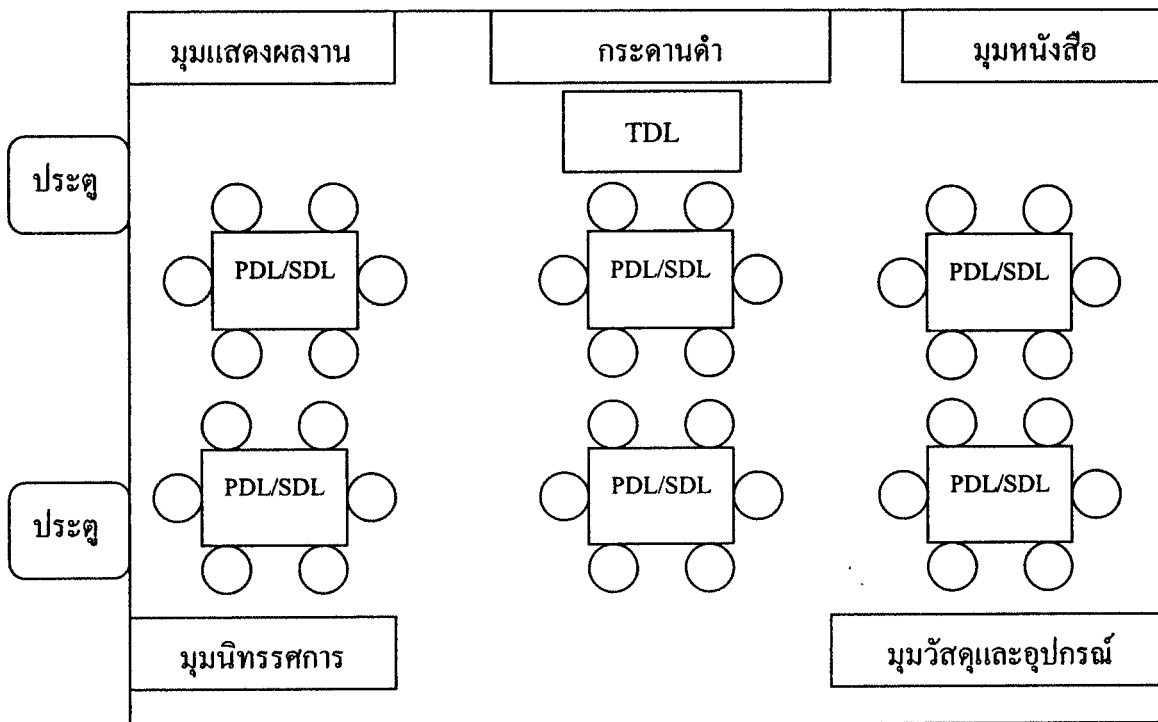 มุมแสดงผลงาน
กระดานดำ
มุมหนังสือ
TDL
ประตู
PDL/SDL
PDL/SDL
PDL/SDL
ประตู
PDL/SDL
PDL/SDL
PDL/SDL
มุมนิทรรศการ
มุมวัสดุและอุปกรณ์